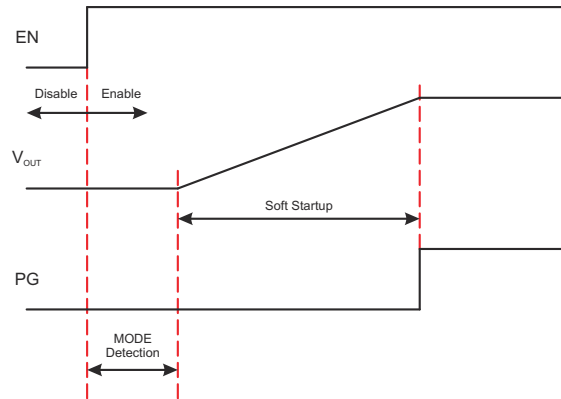 EN
Disable
Enable
VOUT
Soft Startup
PG
MODE
Detection